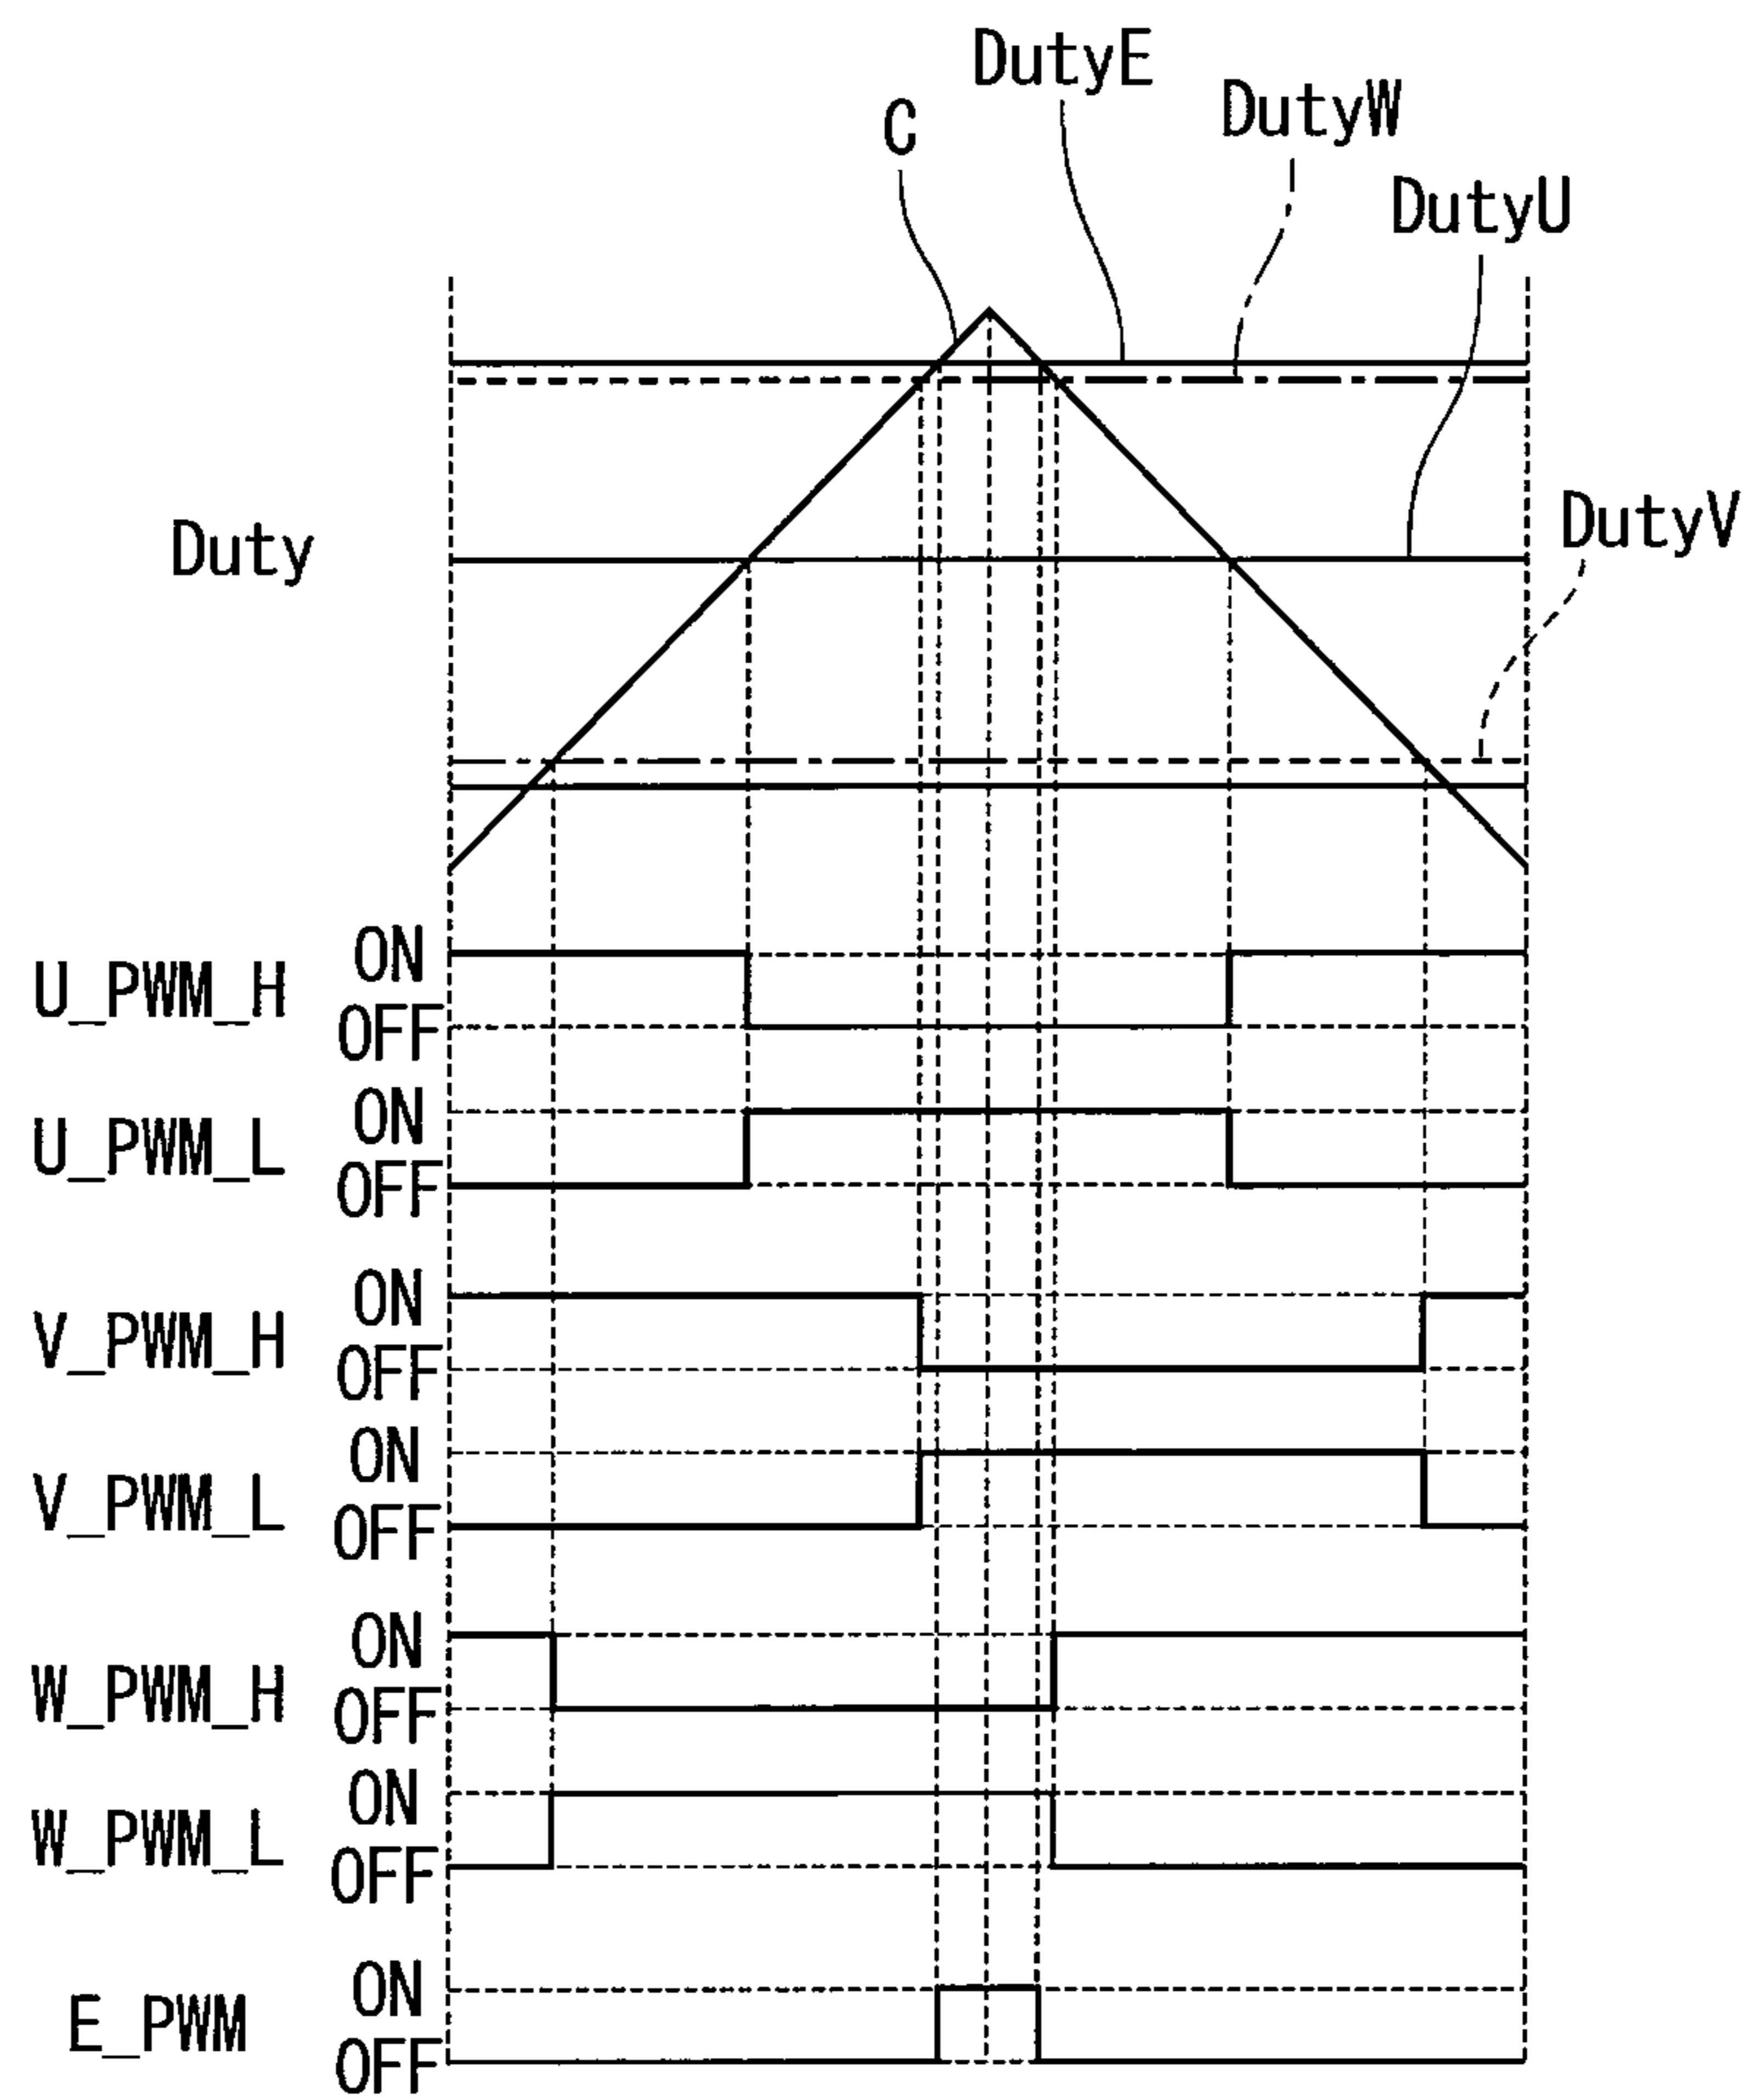 DutyE
C
DutyW
DutyU
Duty
DutyV
U_PWM_H
ON
OFF
U_PWM_L
ON
OFF
V_PWM_H
ON
OFF
V_PWM_L
ON
OFF
W_PWM_H
ON
OFF
W_PWM_L
ON
OFF
E_PWM
ON
OFF